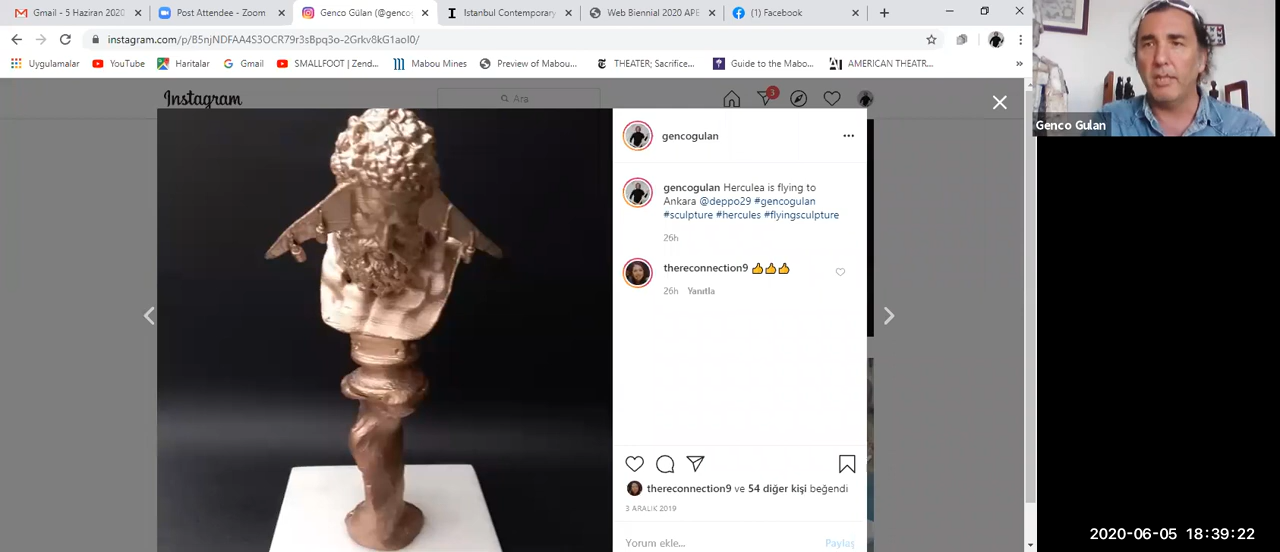 Gmail - 5 Haziran 2020
Post Attendee - Zoom
Genco Gülan (@gencog
Istanbul Contemporary
Web Biennial 2020 APE
(1) Facebook
instagram.com/p/B5njNDFAA4S3OCR79r3sBpq3o-2Grkv8kG1aoI0/
Uygulamalar
YouTube
Haritalar
Gmail
SMALLFOOT | Zend...
Mabou Mines
Preview of Mabou...
THEATER; Sacrifice...
Guide to the Mabo...
AMERICAN THEATR...
Instagram
Ara
3
gencogulan
gencogulan Herculea is flying to
Ankara @deppo29 #gencogulan
#sculpture #hercules #flyingsculpture
26h
thereconnection9 👍👍👍
26h Yanıtla
thereconnection9 ve 54 diğer kişi beğendi
3 ARALIK 2019
Yorum ekle...
Paylaş
Genco Gulan
2020-06-05 18:39:22